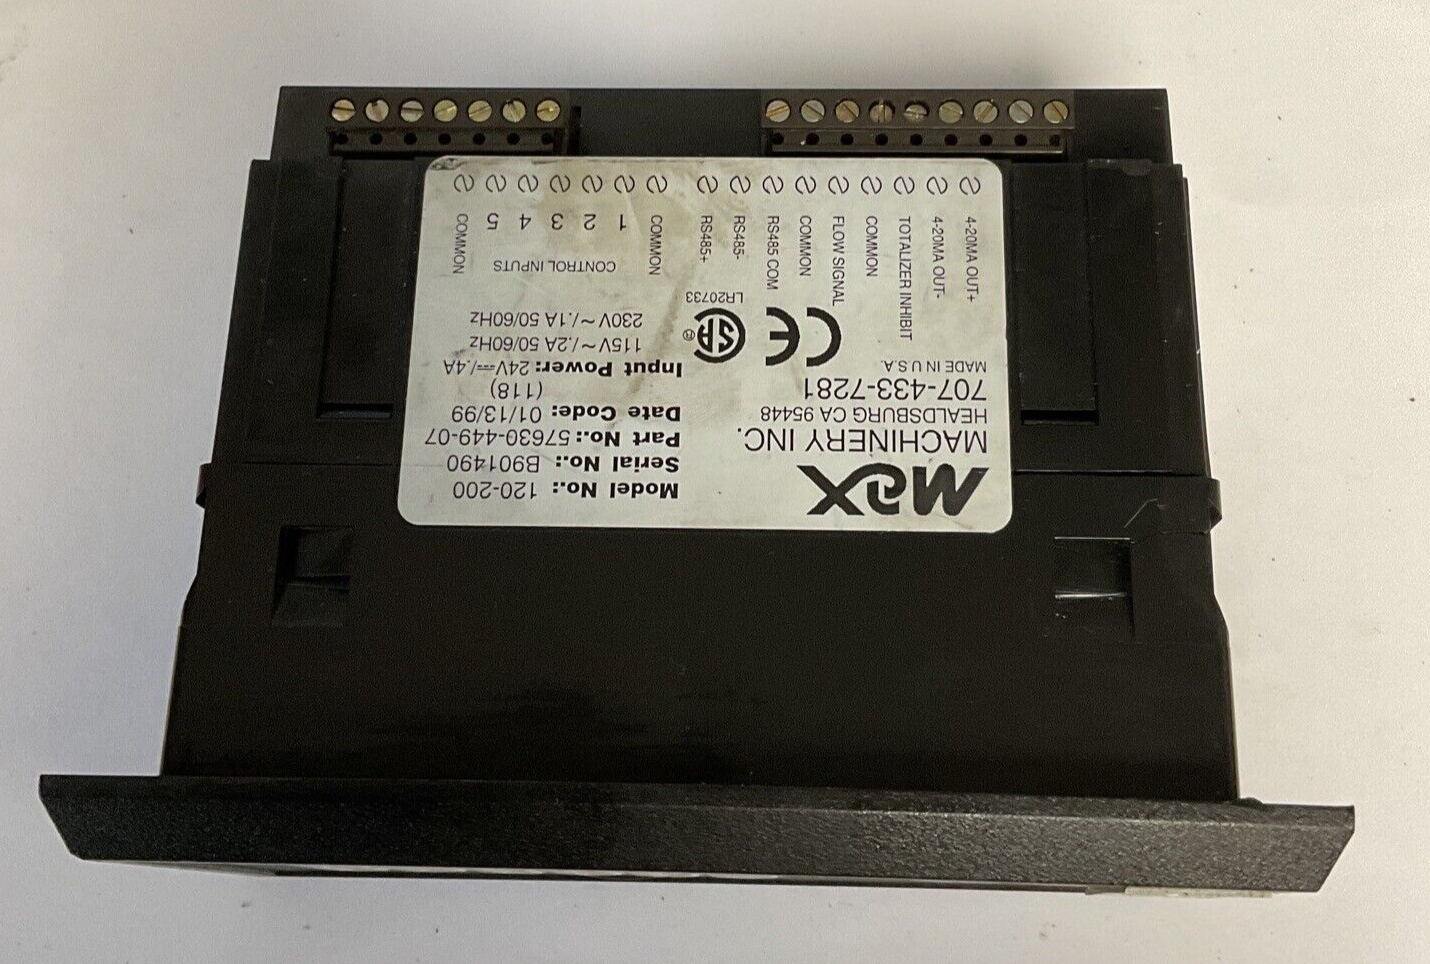 MAX
MACHINERY INC.
HEALDSBURG CA 95448
707-433-7281
MADE IN U.S.A.
CE
SA ®
LR20733
Model No.: 120-200
Serial No.: B901490
Part No.: 57630-449-07
Date Code: 01/13/99
(118)
Input Power: 24V⎓/.4A
115V~/.2A 50/60Hz
230V~/.1A 50/60Hz
4-20MA OUT+
4-20MA OUT-
TOTALIZER INHIBIT
COMMON
FLOW SIGNAL
COMMON
RS485 COM
RS485-
RS485+
COMMON
1 2 3 4 5
CONTROL INPUTS
COMMON